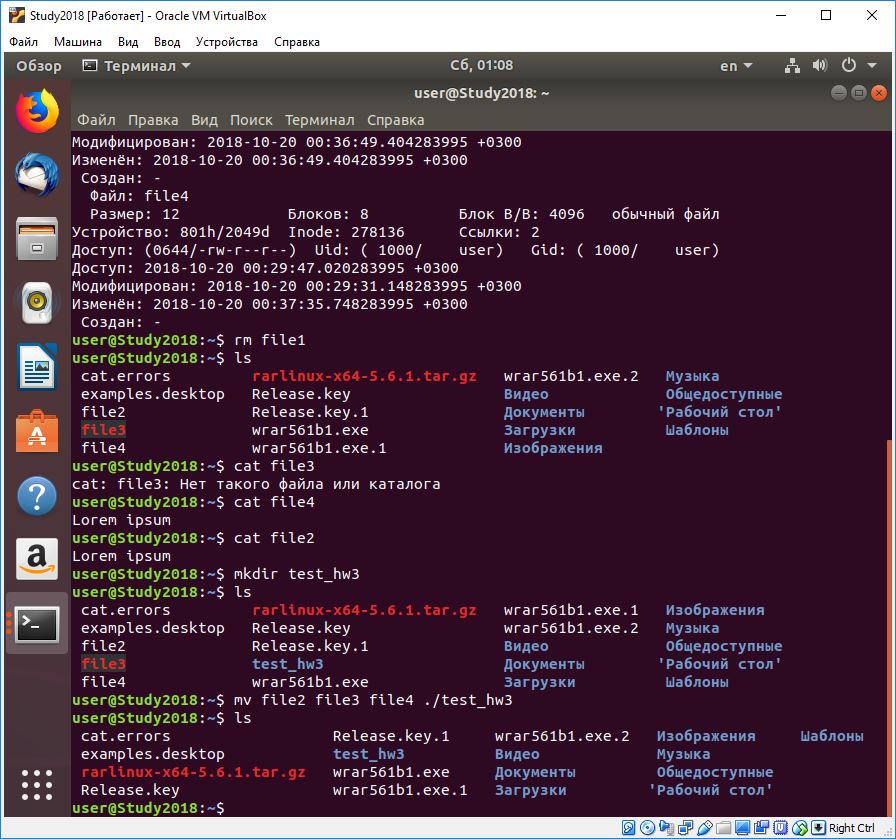 Study2018 [Работает] - Oracle VM VirtualBox
Файл Машина Вид Ввод Устройства Справка
Обзор Терминал Сб, 01:08 en
user@Study2018: ~
Файл Правка Вид Поиск Терминал Справка
Модифицирован: 2018-10-20 00:36:49.404283995 +0300
Изменён: 2018-10-20 00:36:49.404283995 +0300
Создан: -
Файл: file4
Размер: 12 Блоков: 8 Блок В/В: 4096 обычный файл
Устройство: 801h/2049d Inode: 278136 Ссылки: 2
Доступ: (0644/-rw-r--r--) Uid: ( 1000/ user) Gid: ( 1000/ user)
Доступ: 2018-10-20 00:29:47.020283995 +0300
Модифицирован: 2018-10-20 00:29:31.148283995 +0300
Изменён: 2018-10-20 00:37:35.748283995 +0300
Создан: -
user@Study2018:~$ rm file1
user@Study2018:~$ ls
cat.errors rarlinux-x64-5.6.1.tar.gz wrar561b1.exe.2 Музыка
examples.desktop Release.key Видео Общедоступные
file2 Release.key.1 Документы 'Рабочий стол'
file3 wrar561b1.exe Загрузки Шаблоны
file4 wrar561b1.exe.1 Изображения
user@Study2018:~$ cat file3
cat: file3: Нет такого файла или каталога
user@Study2018:~$ cat file4
Lorem ipsum
user@Study2018:~$ cat file2
Lorem ipsum
user@Study2018:~$ mkdir test_hw3
user@Study2018:~$ ls
cat.errors rarlinux-x64-5.6.1.tar.gz wrar561b1.exe.1 Изображения
examples.desktop Release.key wrar561b1.exe.2 Музыка
file2 Release.key.1 Видео Общедоступные
file3 test_hw3 Документы 'Рабочий стол'
file4 wrar561b1.exe Загрузки Шаблоны
user@Study2018:~$ mv file2 file3 file4 ./test_hw3
user@Study2018:~$ ls
cat.errors Release.key.1 wrar561b1.exe.2 Изображения Шаблоны
examples.desktop test_hw3 Видео Музыка
rarlinux-x64-5.6.1.tar.gz wrar561b1.exe Документы Общедоступные
Release.key wrar561b1.exe.1 Загрузки 'Рабочий стол'
user@Study2018:~$
Right Ctrl